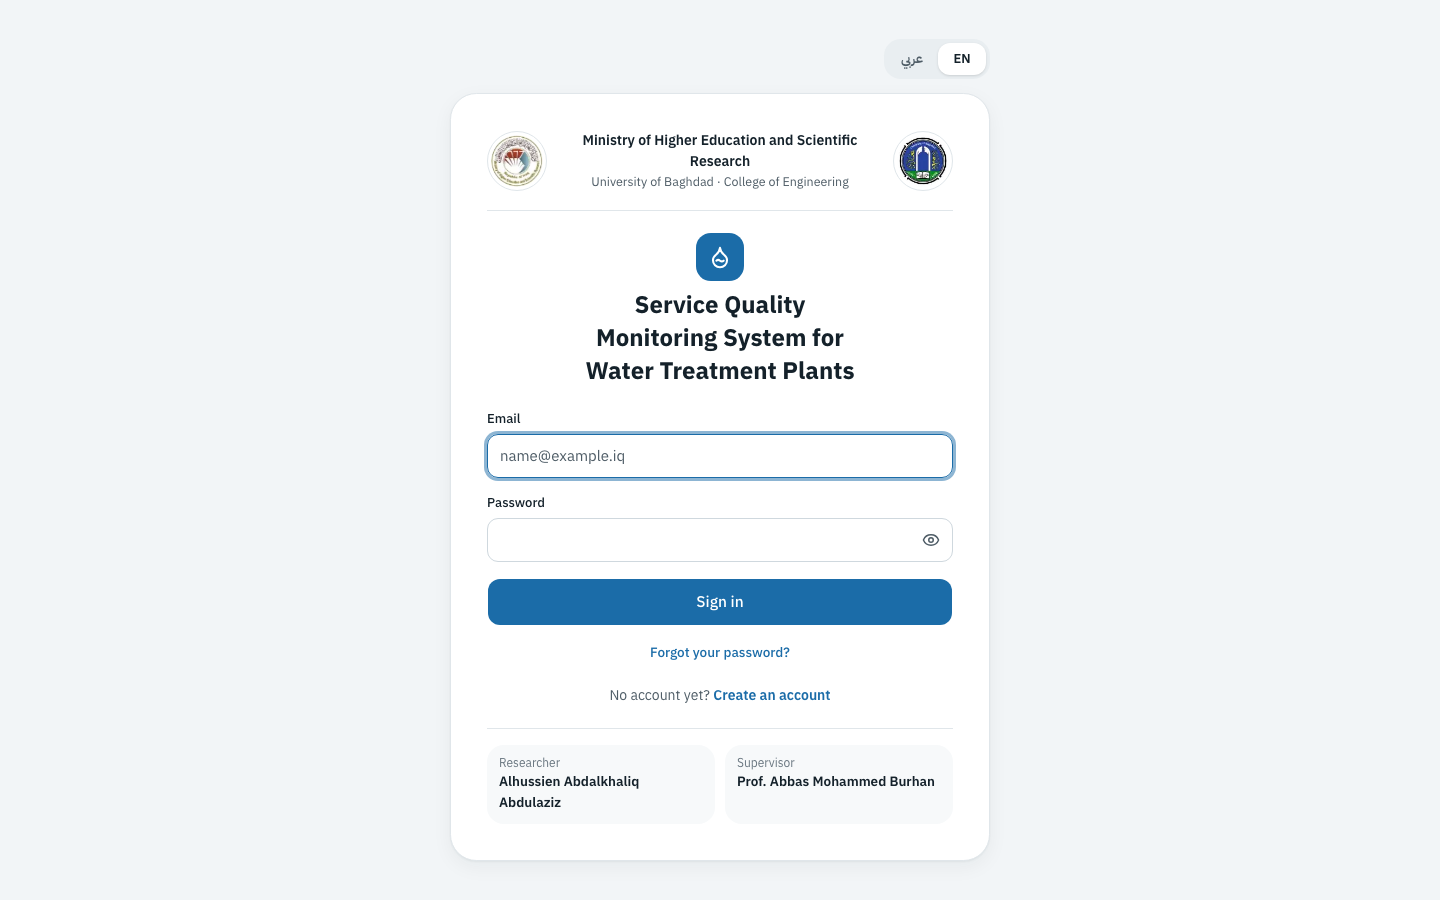 عربي
EN
Ministry of Higher Education and Scientific
Research
University of Baghdad · College of Engineering
Service Quality
Monitoring System for
Water Treatment Plants
Email
name@example.iq
Password
Sign in
Forgot your password?
No account yet? Create an account
Researcher
Alhussien Abdalkhaliq
Abdulaziz
Supervisor
Prof. Abbas Mohammed Burhan